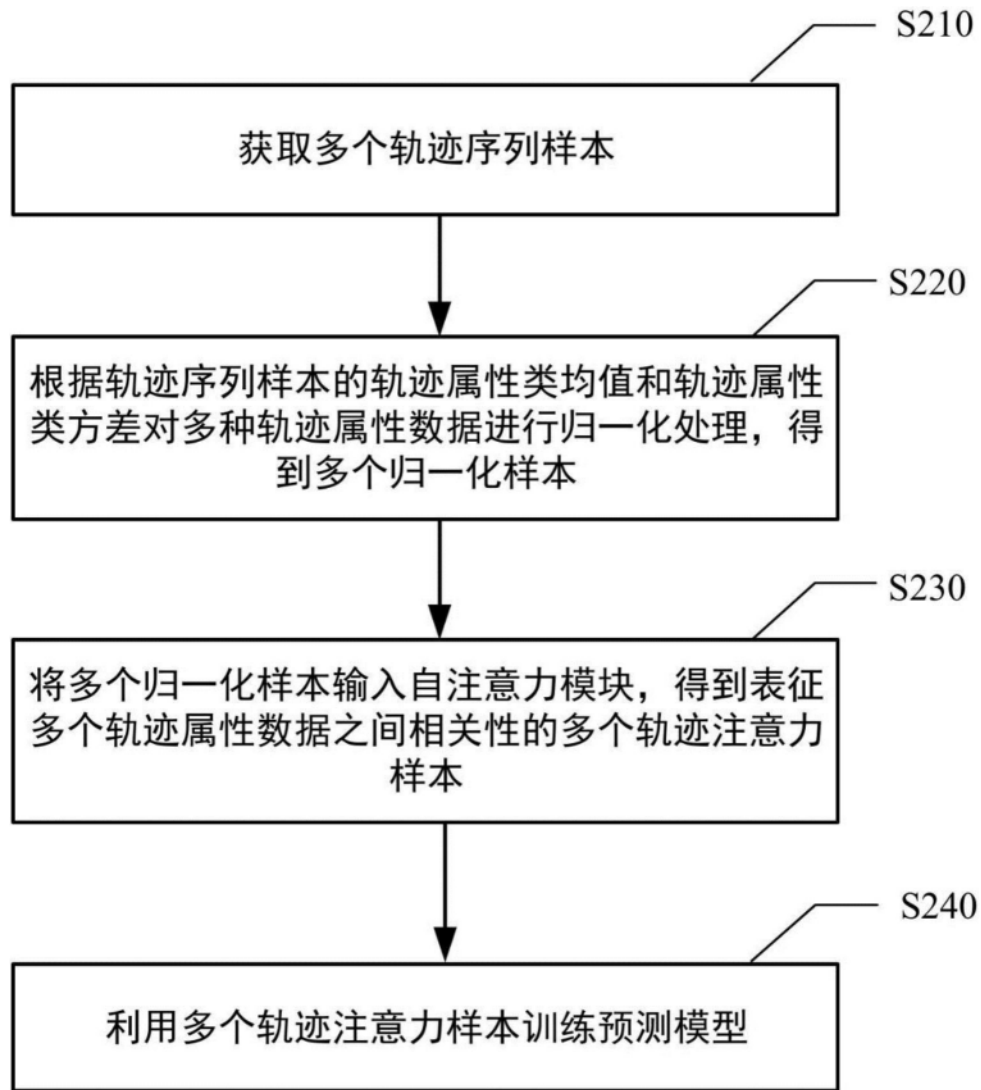 S210
获取多个轨迹序列样本
S220
根据轨迹序列样本的轨迹属性类均值和轨迹属性
类方差对多种轨迹属性数据进行归一化处理，得
到多个归一化样本
S230
将多个归一化样本输入自注意力模块，得到表征
多个轨迹属性数据之间相关性的多个轨迹注意力
样本
S240
利用多个轨迹注意力样本训练预测模型